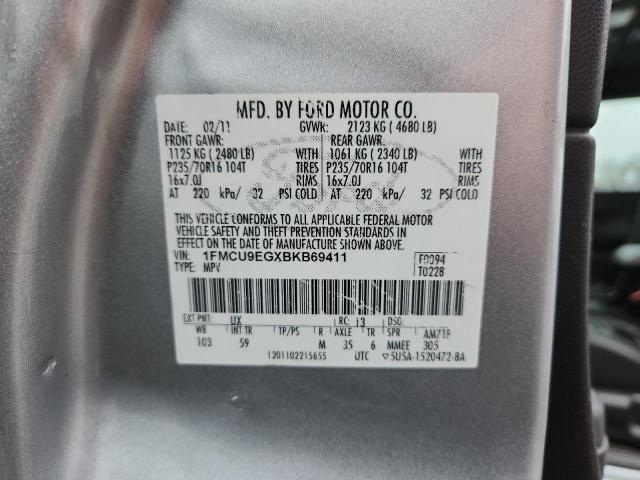 MFD. BY FORD MOTOR CO.
DATE: 02/11 GVWR: 2123 KG ( 4680 LB)
FRONT GAWR: REAR GAWR:
1125 KG ( 2480 LB) WITH 1061 KG ( 2340 LB) WITH
P235/70R16 104T TIRES P235/70R16 104T TIRES
16x7.0J RIMS 16x7.0J RIMS
AT 220 kPa/ 32 PSI COLD AT 220 kPa/ 32 PSI COLD
THIS VEHICLE CONFORMS TO ALL APPLICABLE FEDERAL MOTOR
VEHICLE SAFETY AND THEFT PREVENTION STANDARDS IN
EFFECT ON THE DATE OF MANUFACTURE SHOWN ABOVE.
VIN: 1FMCU9EGXBKB69411 F0094
TYPE: MPV T0228
EXT PNT: UX RC: 13 DSO:
WB INT TR TP/PS R AXLE TR SPR
103 59 M 35 6 MMEE 305
1201102215655 UTC ▽5U5A-1520472-BA